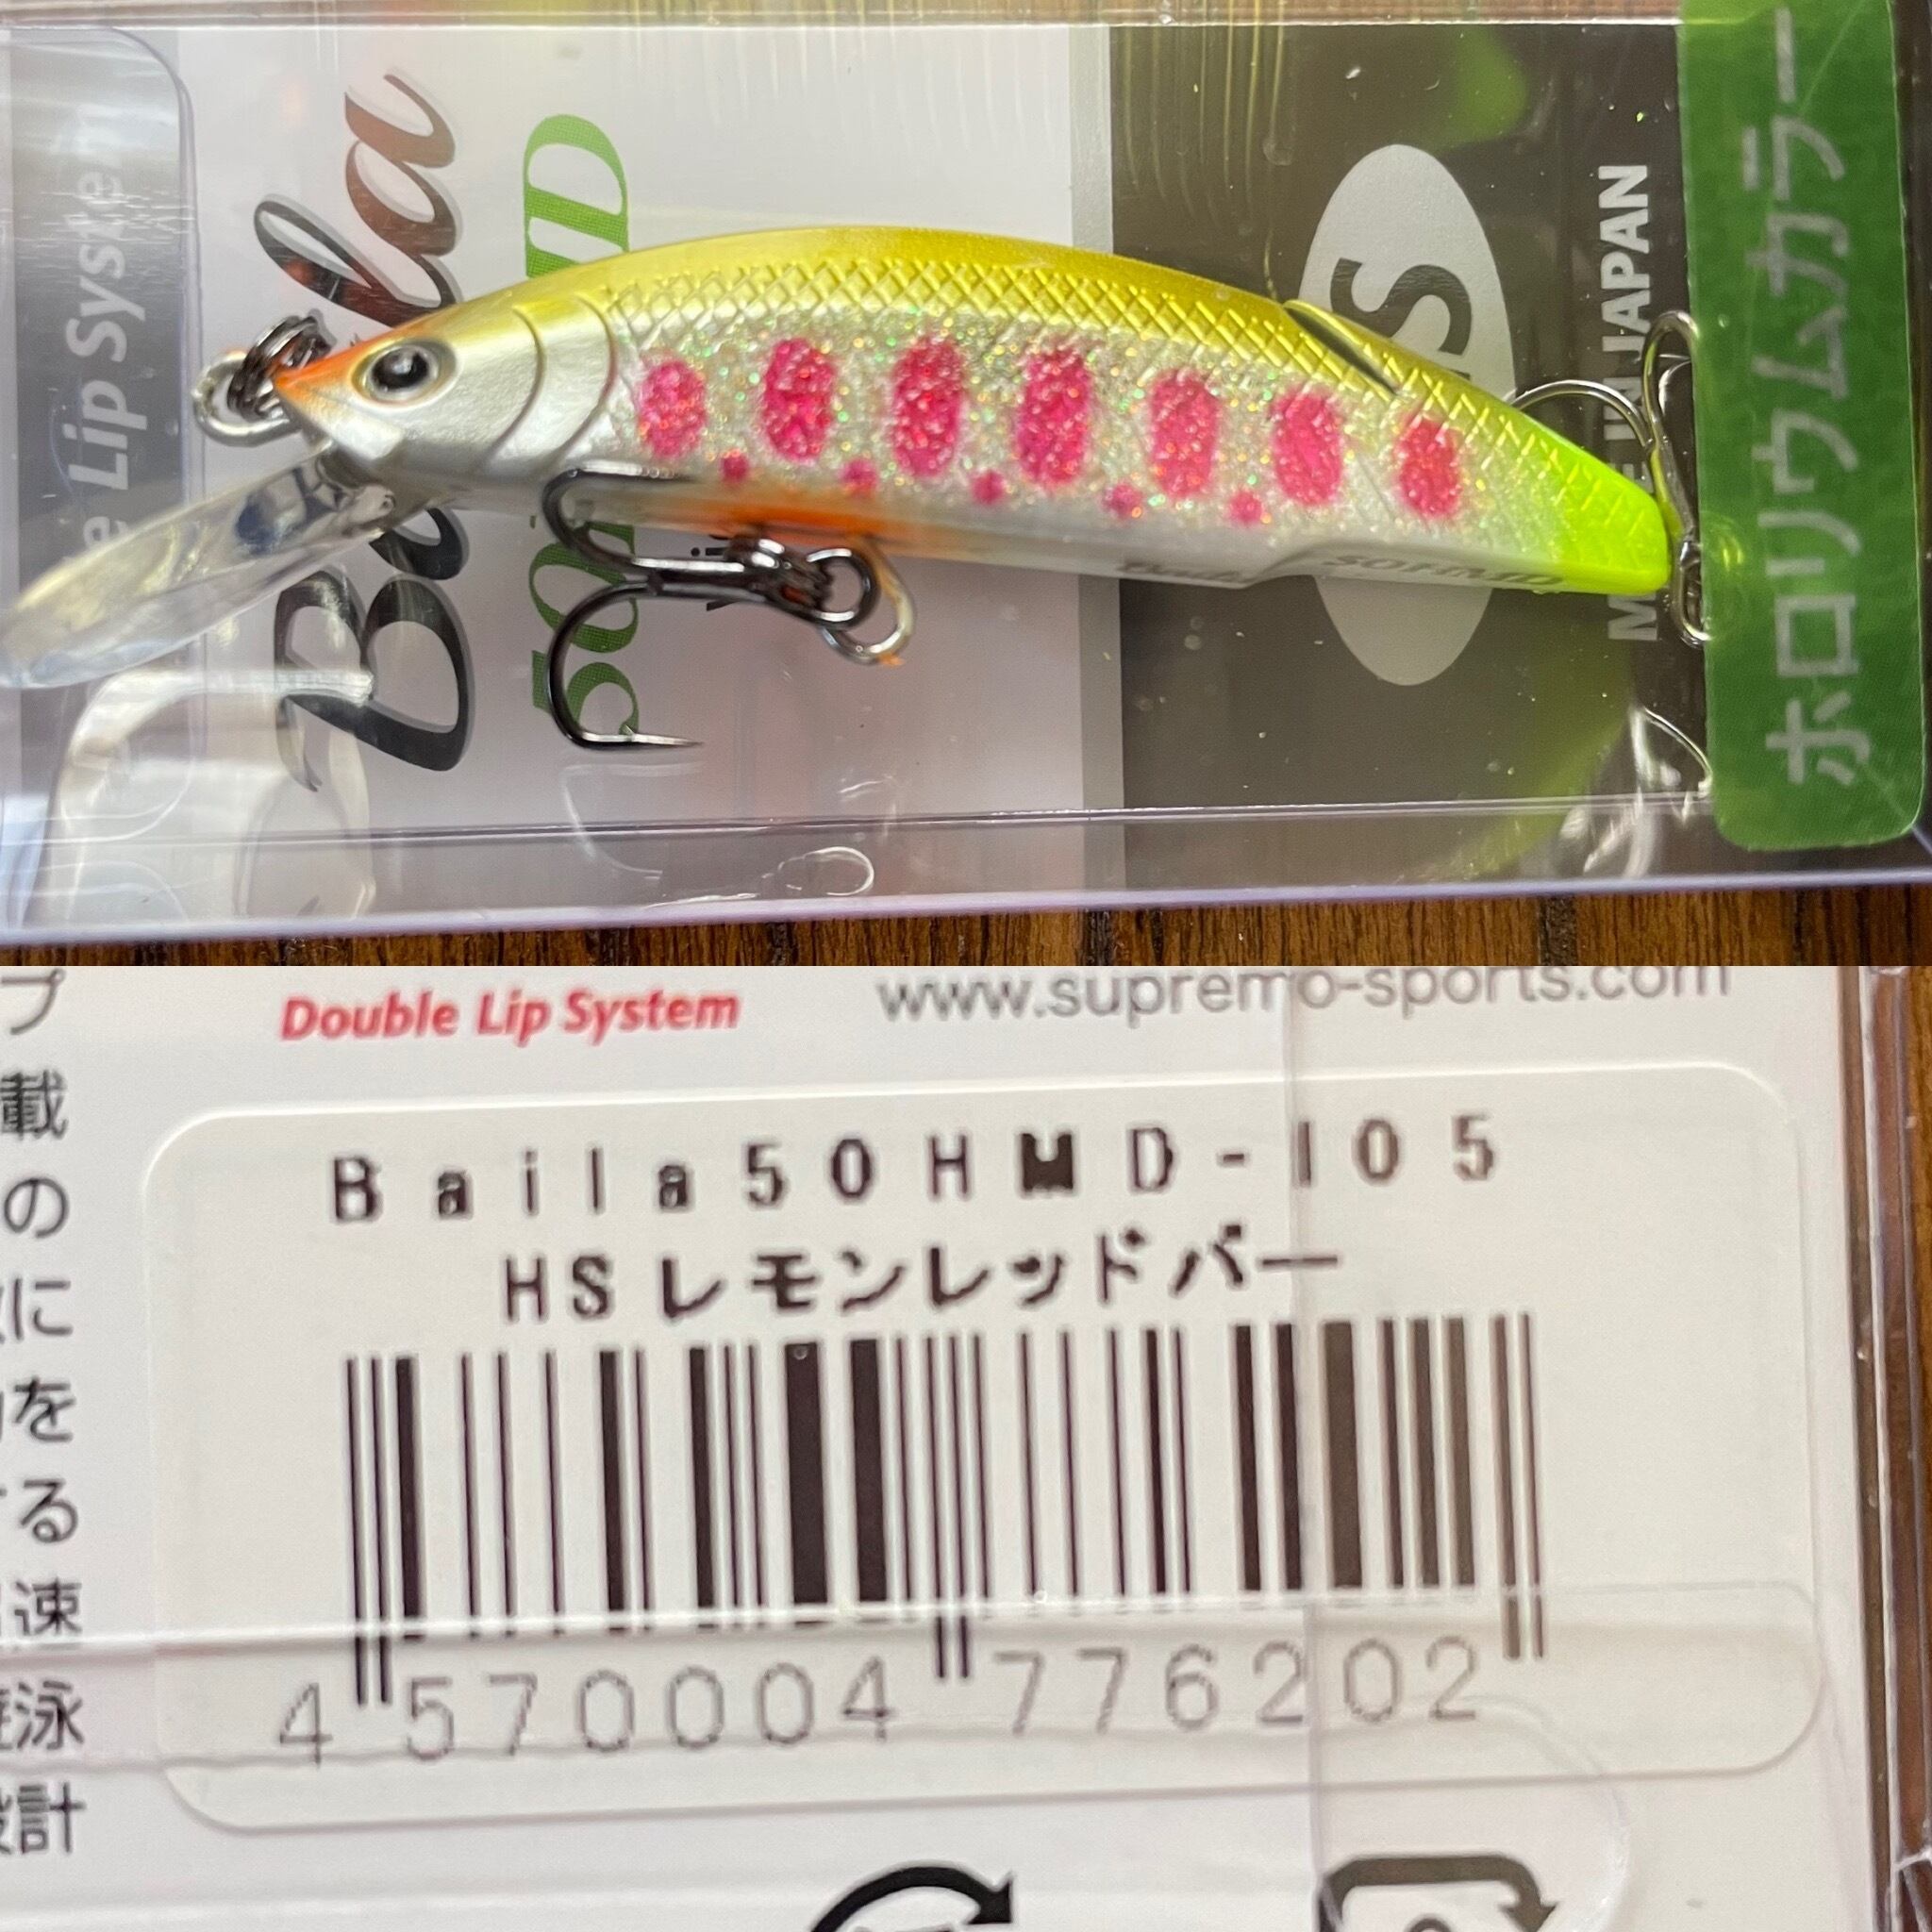 Lip System
Baila
MADE IN JAPAN
ホロリウムカラー
Double Lip System
www.supremo-sports.com
プ
載
の
に
を
する
速
泳
計
Baila50HMD-105
HSレモンレッドバー
4570004776202